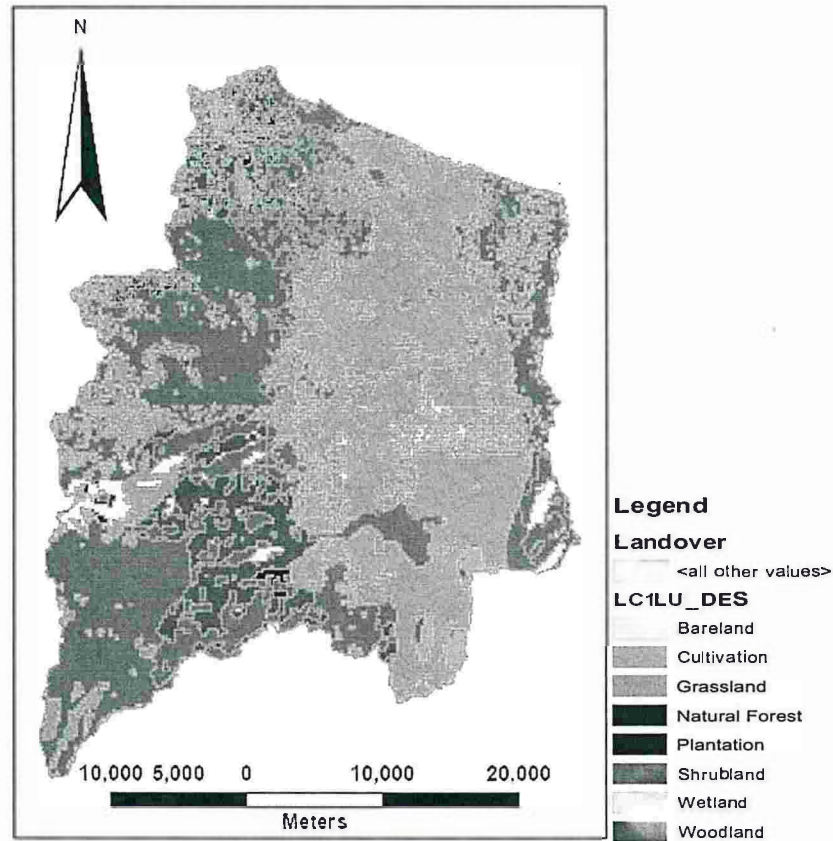 N
10,000 5,000 0 10,000 20,000
Meters
Legend
Landover
<all other values>
LC1LU_DES
Bareland
Cultivation
Grassland
Natural Forest
Plantation
Shrubland
Wetland
Woodland